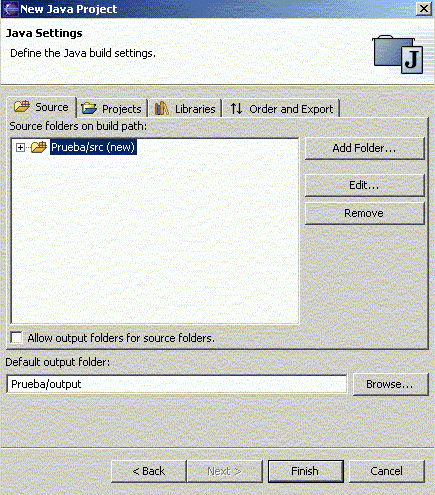 New Java Project
Java Settings
Define the Java build settings.
J
Source Projects Libraries Order and Export
Source folders on build path:
Prueba/src (new)
Add Folder...
Edit...
Remove
Allow output folders for source folders.
Default output folder:
Prueba/output
Browse...
< Back Next > Finish Cancel